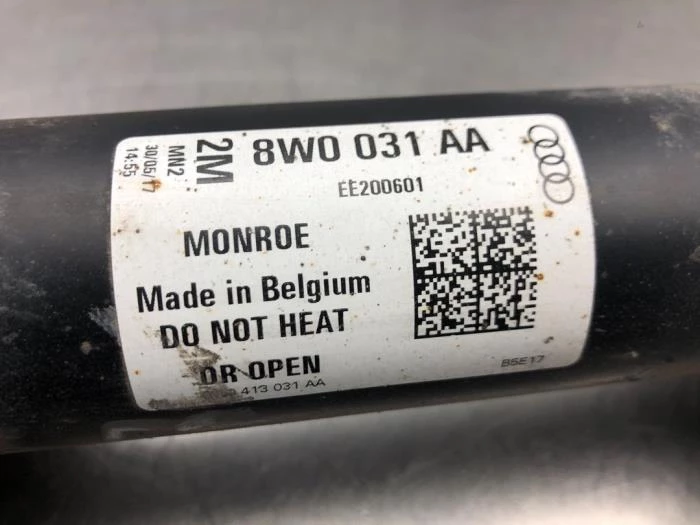 8W0 031 AA
EE200601
2M
MN2
30/05/17
14:55
MONROE
Made in Belgium
DO NOT HEAT
OR OPEN
413 031 AA
B5E17